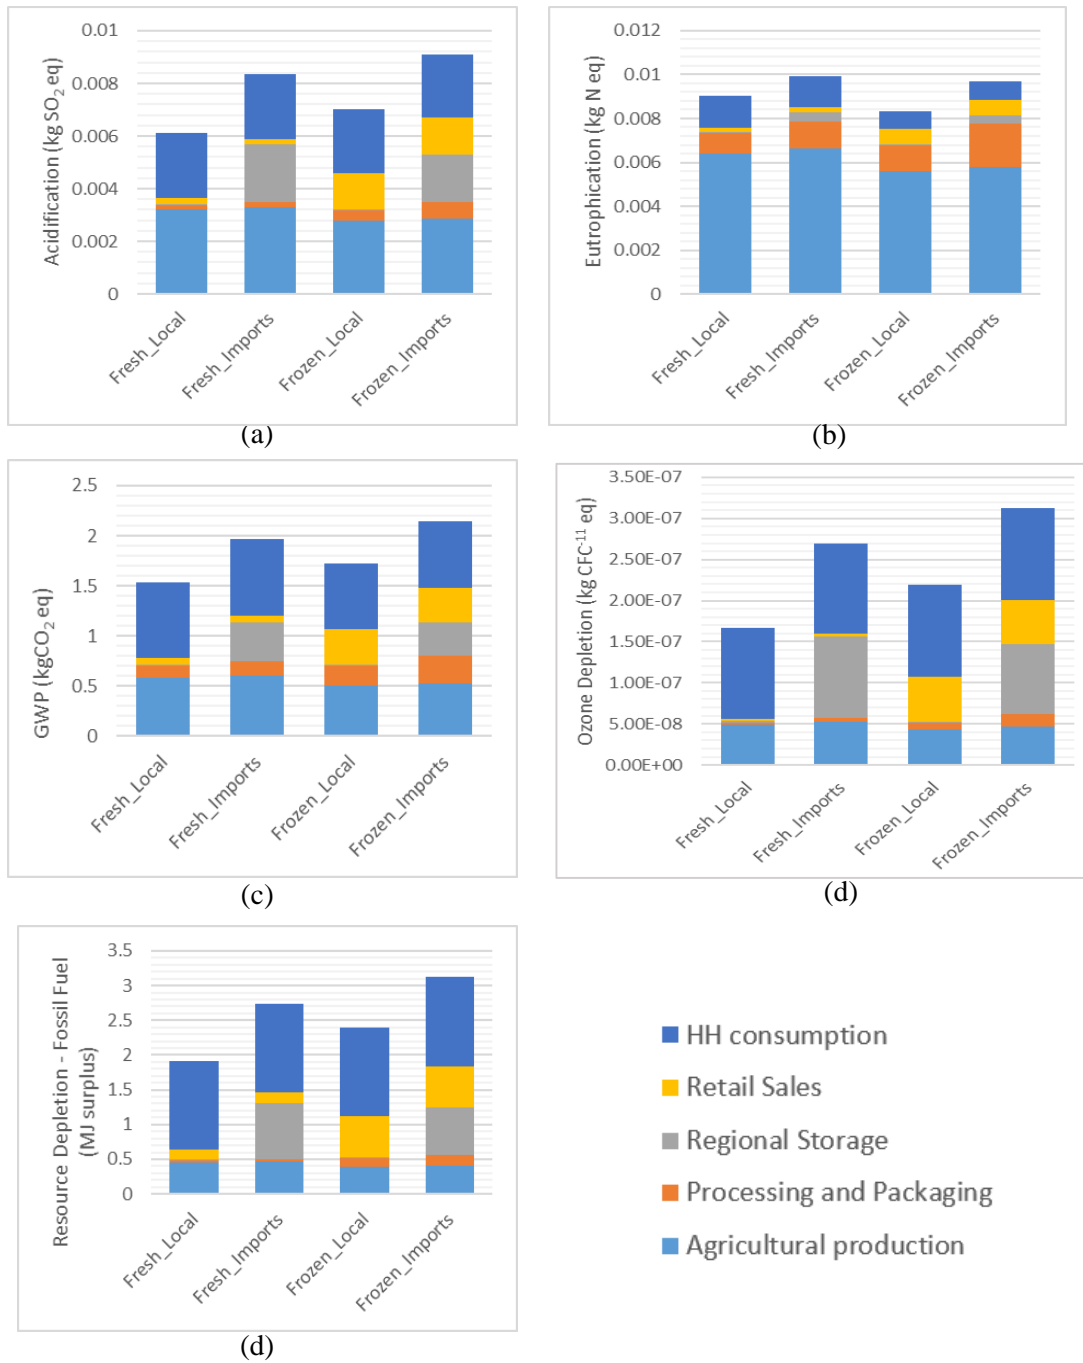 0.01
0.008
0.006
0.004
0.002
0
Acidification (kg SO2 eq)
Fresh_Local
Fresh_Imports
Frozen_Local
Frozen_Imports
(a)
0.012
0.01
0.008
0.006
0.004
0.002
0
Eutrophication (kg N eq)
Fresh_Local
Fresh_Imports
Frozen_Local
Frozen_Imports
(b)
2.5
2
1.5
1
0.5
0
GWP (kgCO2 eq)
Fresh_Local
Fresh_Imports
Frozen_Local
Frozen_Imports
(c)
3.50E-07
3.00E-07
2.50E-07
2.00E-07
1.50E-07
1.00E-07
5.00E-08
0.00E+00
Ozone Depletion (kg CFC-11 eq)
Fresh_Local
Fresh_Imports
Frozen_Local
Frozen_Imports
(d)
3.5
3
2.5
2
1.5
1
0.5
0
Resource Depletion - Fossil Fuel
(MJ surplus)
Fresh_Local
Fresh_Imports
Frozen_Local
Frozen_Imports
(d)
HH consumption
Retail Sales
Regional Storage
Processing and Packaging
Agricultural production